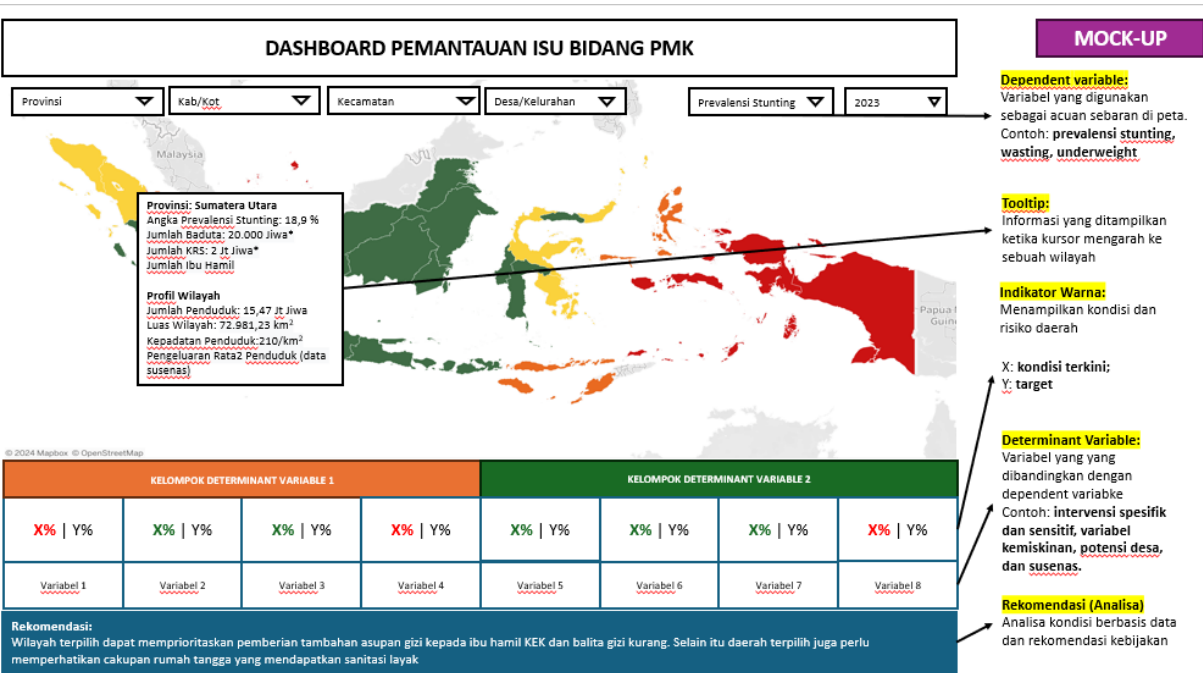 DASHBOARD PEMANTAUAN ISU BIDANG PMK
MOCK-UP
Provinsi
Kab/Kot
Kecamatan
Desa/Kelurahan
Prevalensi Stunting
2023
Dependent variable:
Variabel yang digunakan
sebagai acuan sebaran di peta.
Contoh: prevalensi stunting,
wasting, underweight
Malaysia
Provinsi: Sumatera Utara
Angka Prevalensi Stunting: 18,9 %
Jumlah Baduta: 20.000 Jiwa*
Jumlah KRS: 2 Jt Jiwa*
Jumlah Ibu Hamil
Profil Wilayah
Jumlah Penduduk: 15,47 Jt Jiwa
Luas Wilayah: 72.981,23 km²
Kepadatan Penduduk:210/km²
Pengeluaran Rata2 Penduduk (data
susenas)
Tooltip:
Informasi yang ditampilkan
ketika kursor mengarah ke
sebuah wilayah
Indikator Warna:
Menampilkan kondisi dan
risiko daerah
Papua
X: kondisi terkini;
Y: target
Determinant Variable:
Variabel yang yang
dibandingkan dengan
dependent variabke
Contoh: intervensi spesifik
dan sensitif, variabel
kemiskinan, potensi desa,
dan susenas.
© 2024 Mapbox © OpenStreetMap
KELOMPOK DETERMINANT VARIABLE 1
KELOMPOK DETERMINANT VARIABLE 2
X% | Y%
X% | Y%
X% | Y%
X% | Y%
X% | Y%
X% | Y%
X% | Y%
X% | Y%
Variabel 1
Variabel 2
Variabel 3
Variabel 4
Variabel 5
Variabel 6
Variabel 7
Variabel 8
Rekomendasi:
Wilayah terpilih dapat memprioritaskan pemberian tambahan asupan gizi kepada ibu hamil KEK dan balita gizi kurang. Selain itu daerah terpilih juga perlu
memperhatikan cakupan rumah tangga yang mendapatkan sanitasi layak
Rekomendasi (Analisa)
Analisa kondisi berbasis data
dan rekomendasi kebijakan